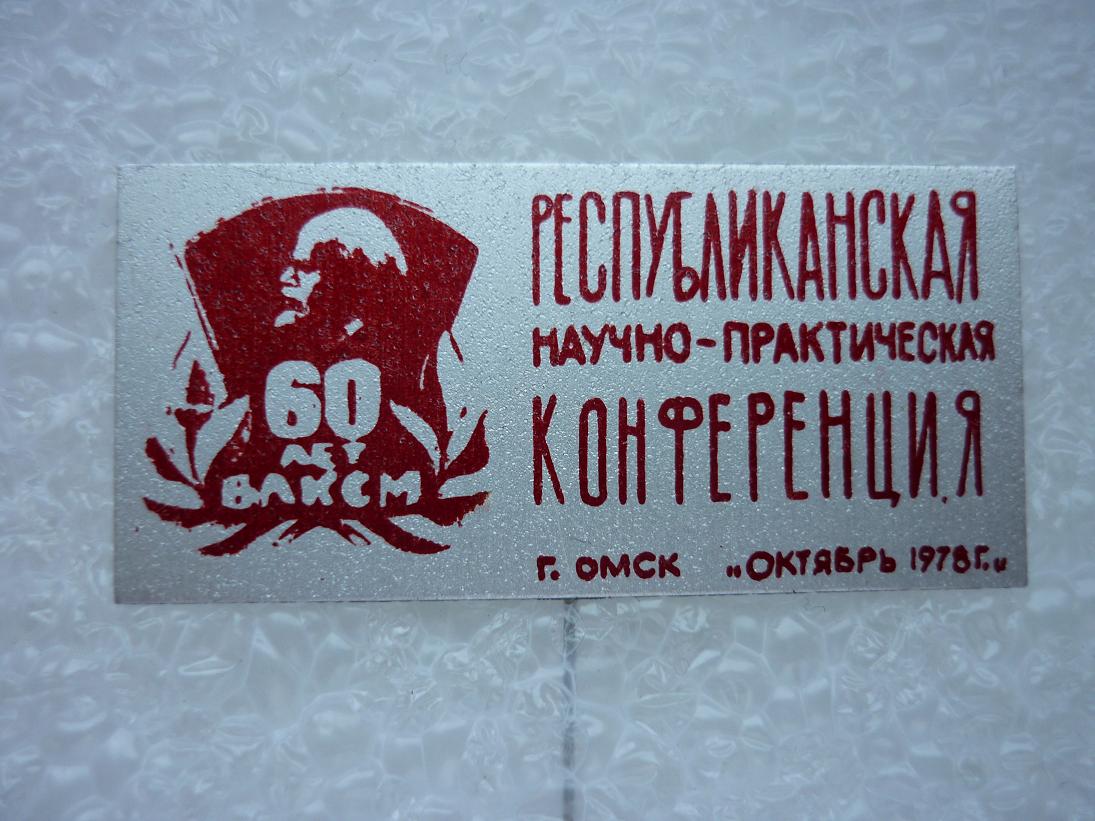 60
ЛЕТ
ВЛКСМ
РЕСПУБЛИКАНСКАЯ
НАУЧНО-ПРАКТИЧЕСКАЯ
КОНФЕРЕНЦИЯ
Г. ОМСК „ОКТЯБРЬ 1978Г.“